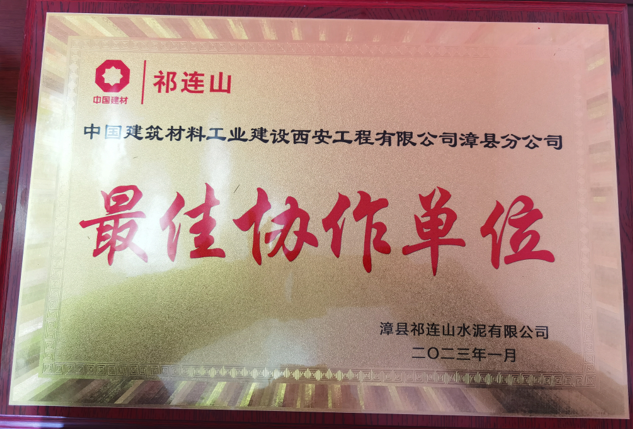 中国建材 祁连山
中国建筑材料工业建设西安工程有限公司漳县分公司
最佳协作单位
漳县祁连山水泥有限公司
二〇二三年一月